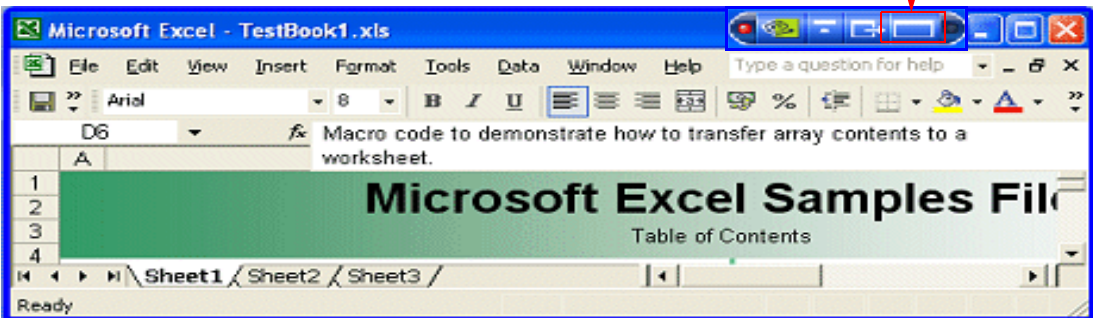 Microsoft Excel - TestBook1.xls
File Edit View Insert Format Tools Data Window Help Type a question for help
Arial 8 B I U %
D6 fx Macro code to demonstrate how to transfer array contents to a
worksheet.
A
1
2 Microsoft Excel Samples Fil
3 Table of Contents
4
Sheet1 Sheet2 Sheet3
Ready